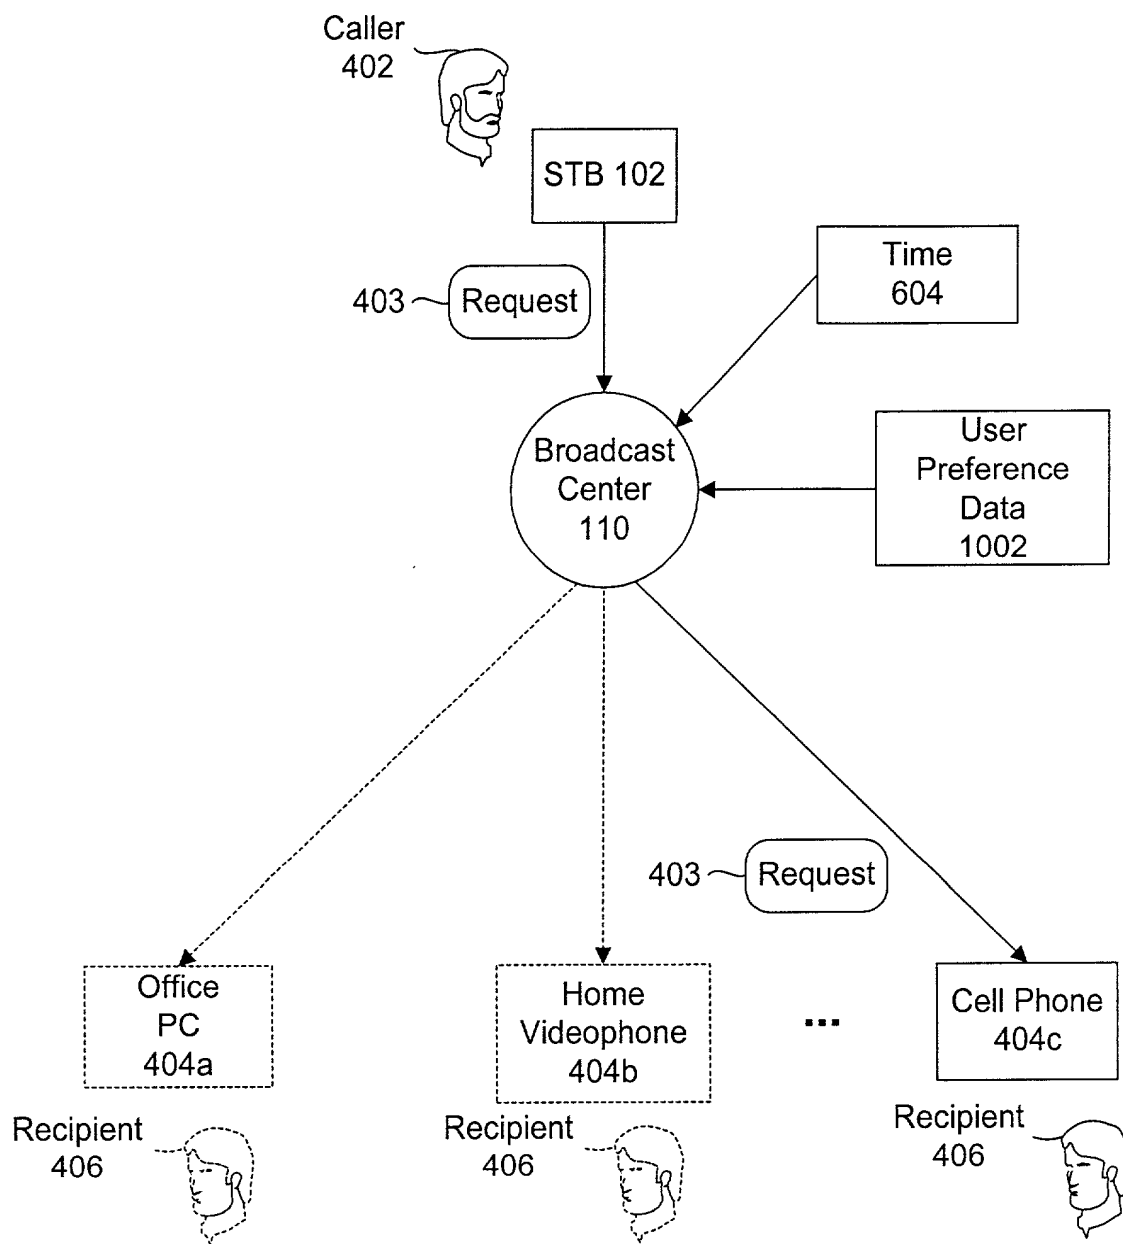 Caller
402
STB 102
Time
604
403
Request
Broadcast
Center
110
User
Preference
Data
1002
403
Request
Office
PC
404a
Home
Videophone
404b
...
Cell Phone
404c
Recipient
406
Recipient
406
Recipient
406